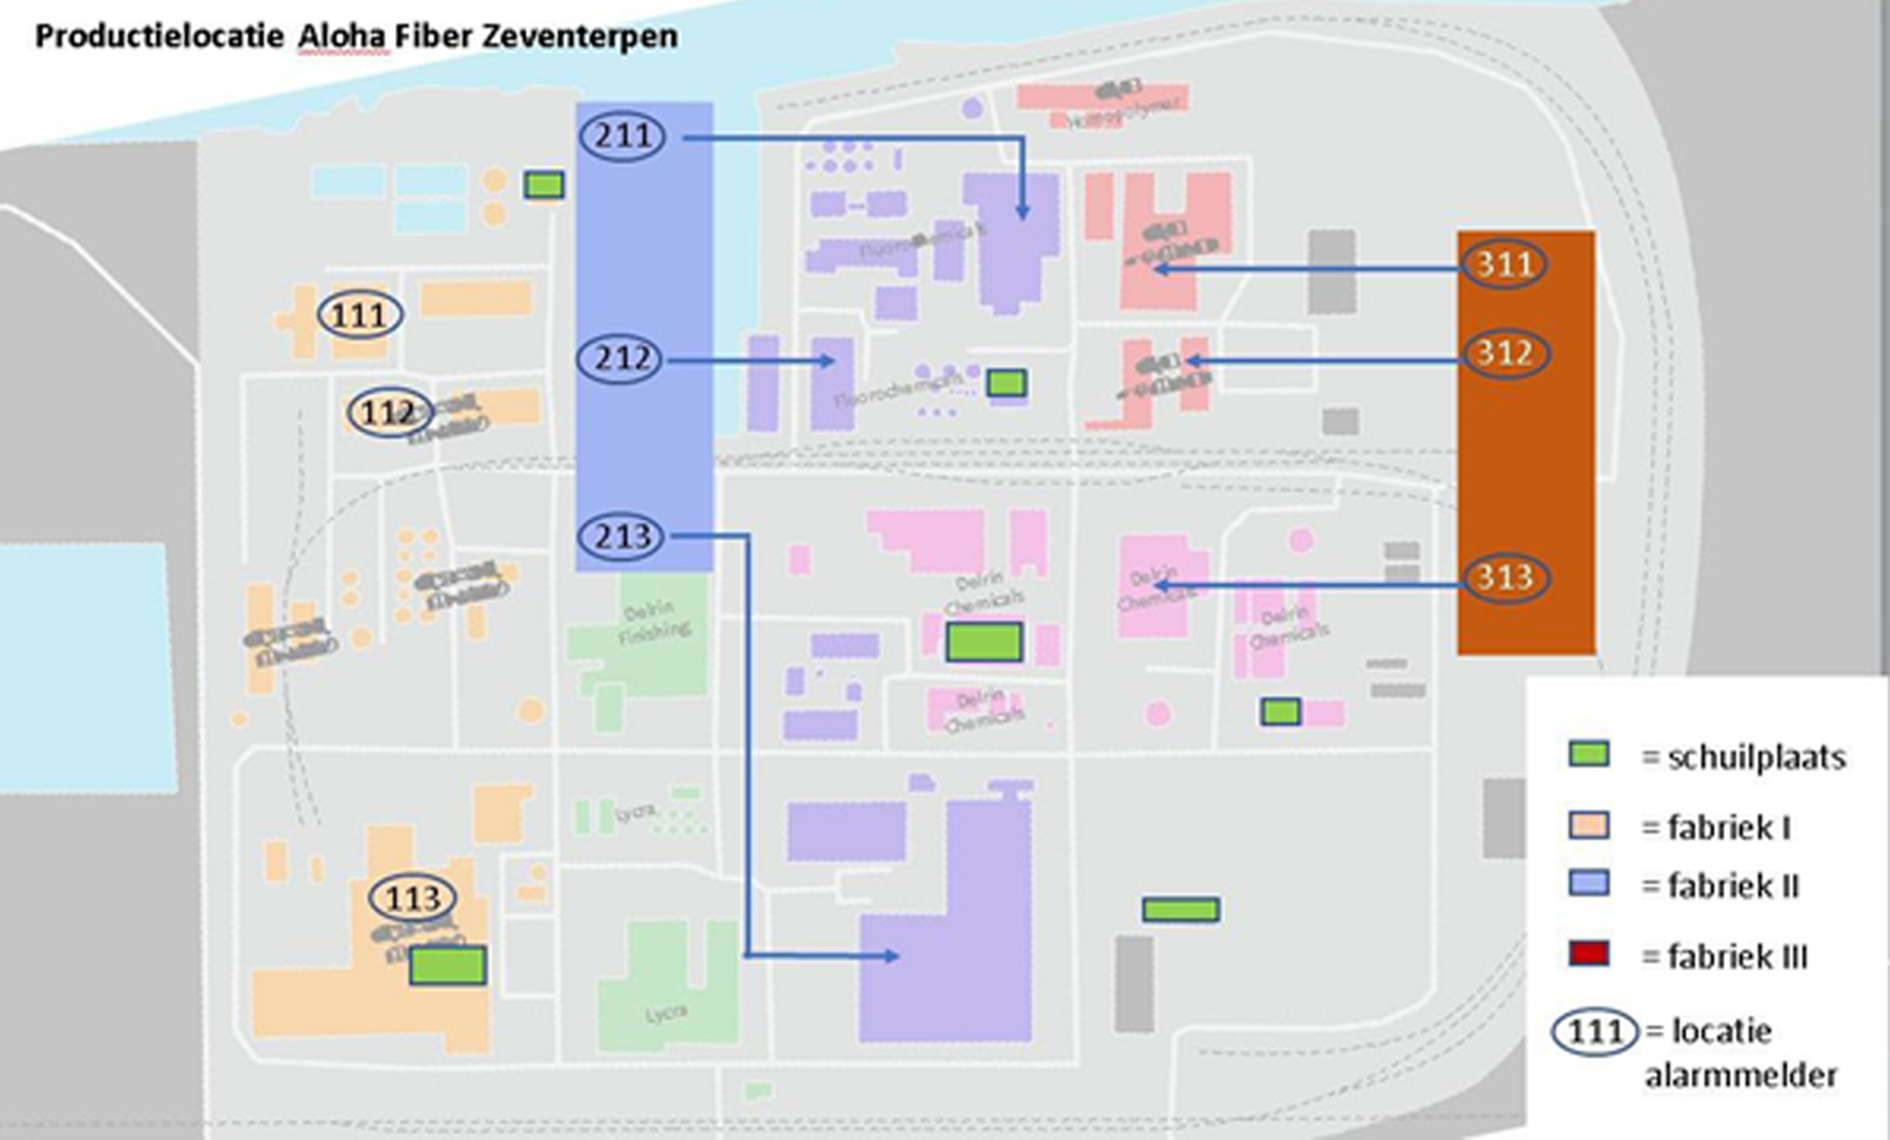 Productielocatie Aloha Fiber Zeventerpen
211
Homopolymer
Fluorochemicals
311
111
212
312
Fluorochemicals
112
213
Delrin
Chemicals
Delrin
Chemicals
313
Delrin
Finishing
Delrin
Chemicals
Delrin
Chemicals
Lycra
113
Lycra
= schuilplaats
= fabriek I
= fabriek II
= fabriek III
111 = locatie
alarmmelder